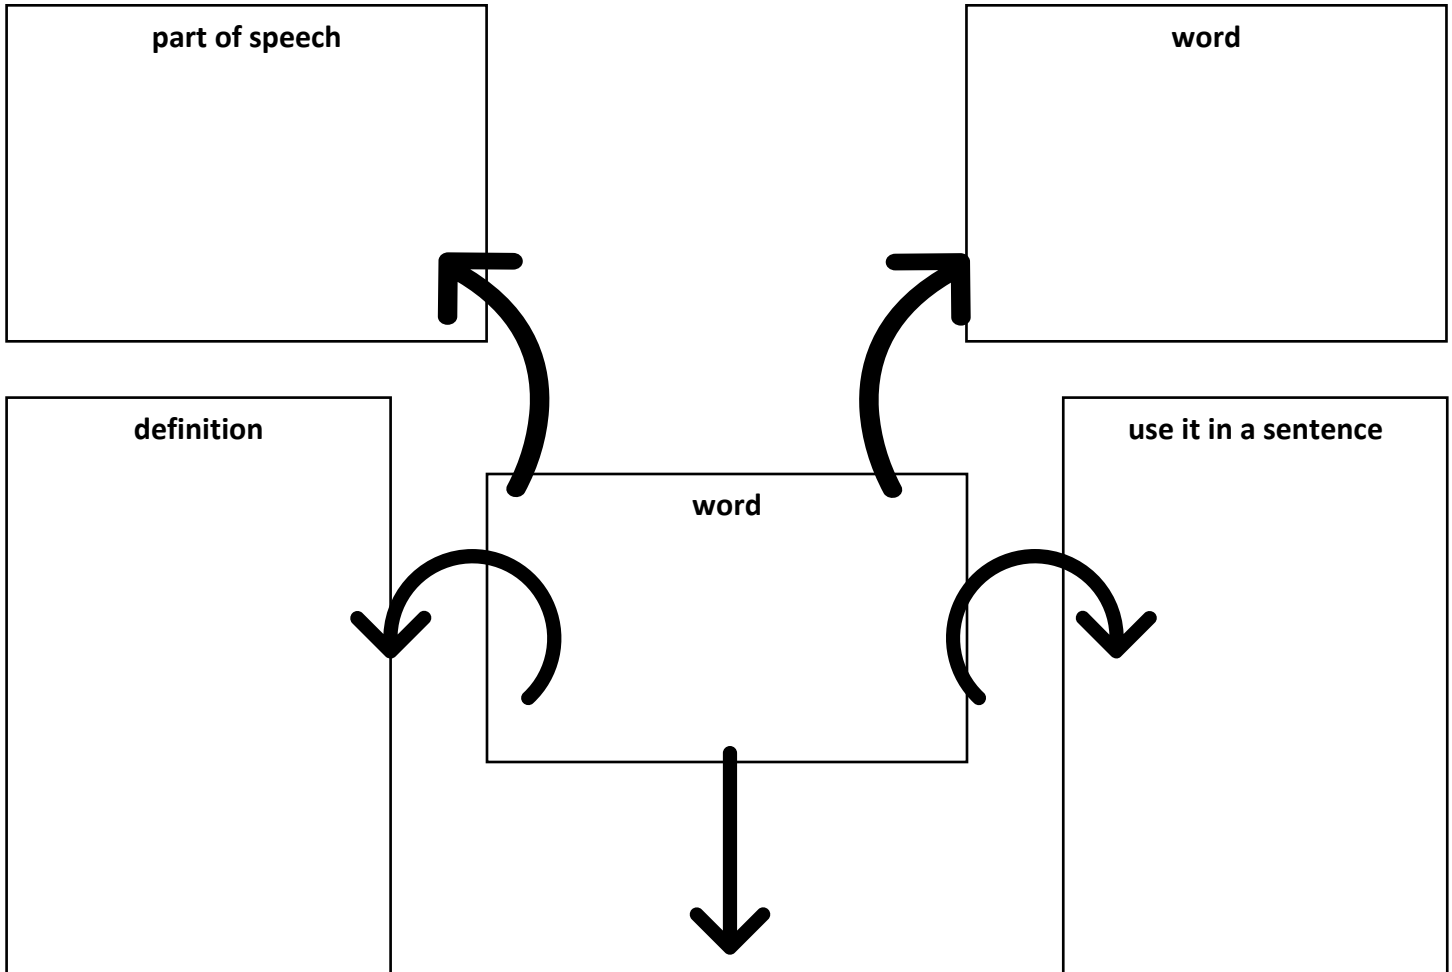 part of speech
word
definition
use it in a sentence
word